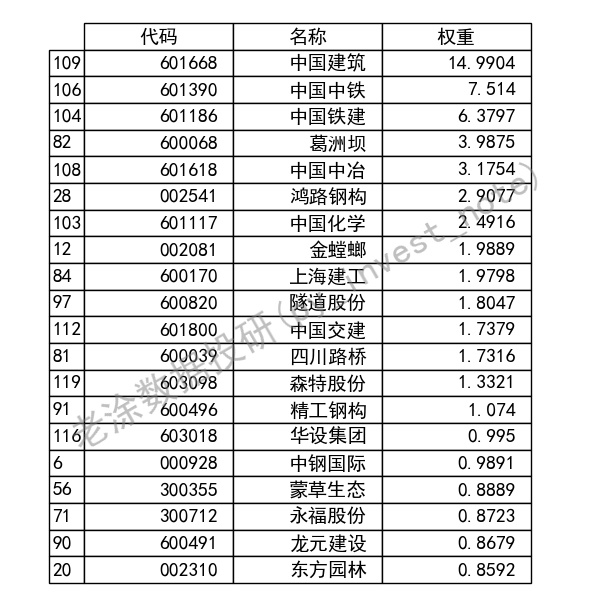 代码 名称 权重
109 601668 中国建筑 14.9904
106 601390 中国中铁 7.514
104 601186 中国铁建 6.3797
82 600068 葛洲坝 3.9875
108 601618 中国中冶 3.1754
28 002541 鸿路钢构 2.9077
103 601117 中国化学 2.4916
12 002081 金螳螂 1.9889
84 600170 上海建工 1.9798
97 600820 隧道股份 1.8047
112 601800 中国交建 1.7379
81 600039 四川路桥 1.7316
119 603098 森特股份 1.3321
91 600496 精工钢构 1.074
116 603018 华设集团 0.995
6 000928 中钢国际 0.9891
56 300355 蒙草生态 0.8889
71 300712 永福股份 0.8723
90 600491 龙元建设 0.8679
20 002310 东方园林 0.8592
老涂数据投研